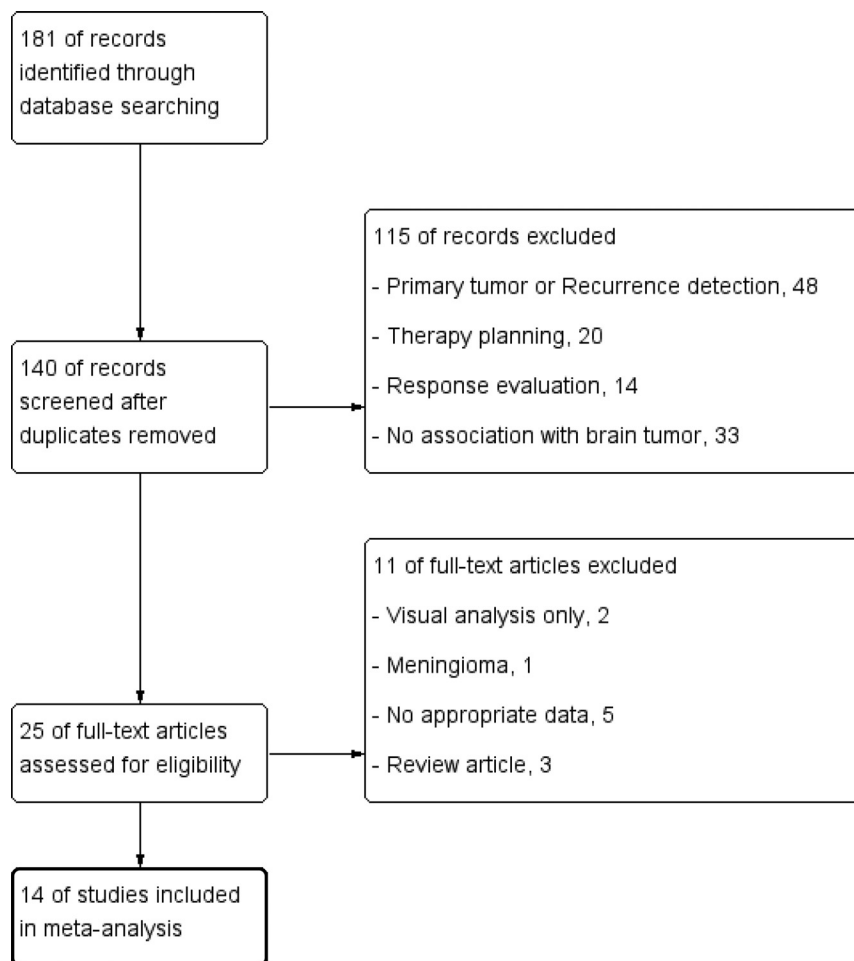 181 of records
identified through
database searching
115 of records excluded
- Primary tumor or Recurrence detection, 48
- Therapy planning, 20
- Response evaluation, 14
- No association with brain tumor, 33
140 of records
screened after
duplicates removed
11 of full-text articles excluded
- Visual analysis only, 2
- Meningioma, 1
- No appropriate data, 5
- Review article, 3
25 of full-text articles
assessed for eligibility
14 of studies included
in meta-analysis